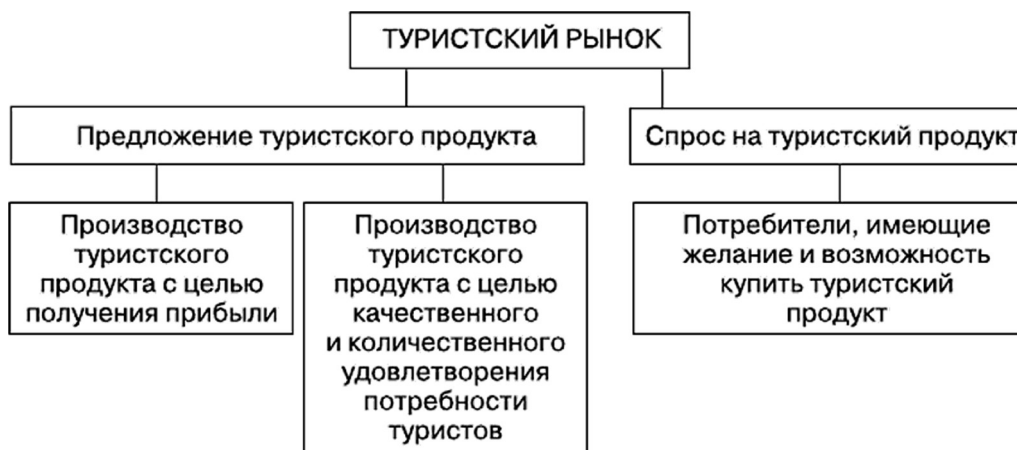 ТУРИСТСКИЙ РЫНОК
Предложение туристского продукта
Спрос на туристский продукт
Производство
туристского
продукта с целью
получения прибыли
Производство
туристского
продукта с целью
качественного
и количественного
удовлетворения
потребности
туристов
Потребители, имеющие
желание и возможность
купить туристский
продукт